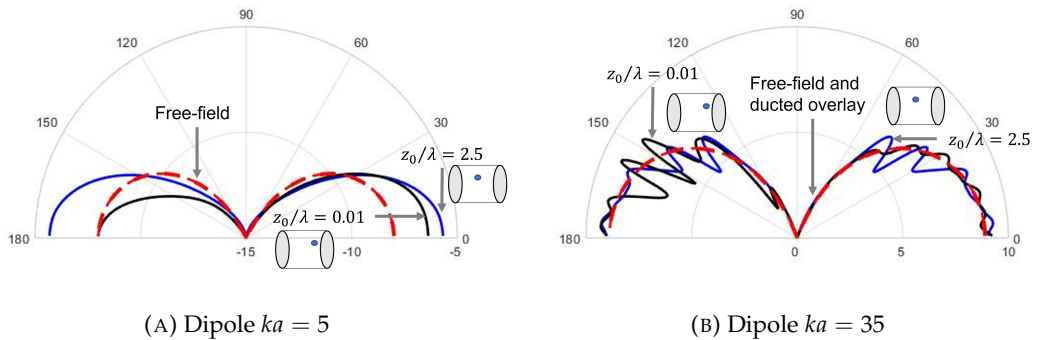 90
120
60
150
Free-field
30
z₀/λ = 2.5
z₀/λ = 0.01
180
0
-15
-10
-5
(A) Dipole ka = 5
90
120
60
z₀/λ = 0.01
Free-field and
ducted overlay
150
30
z₀/λ = 2.5
180
0
0
5
10
(B) Dipole ka = 35